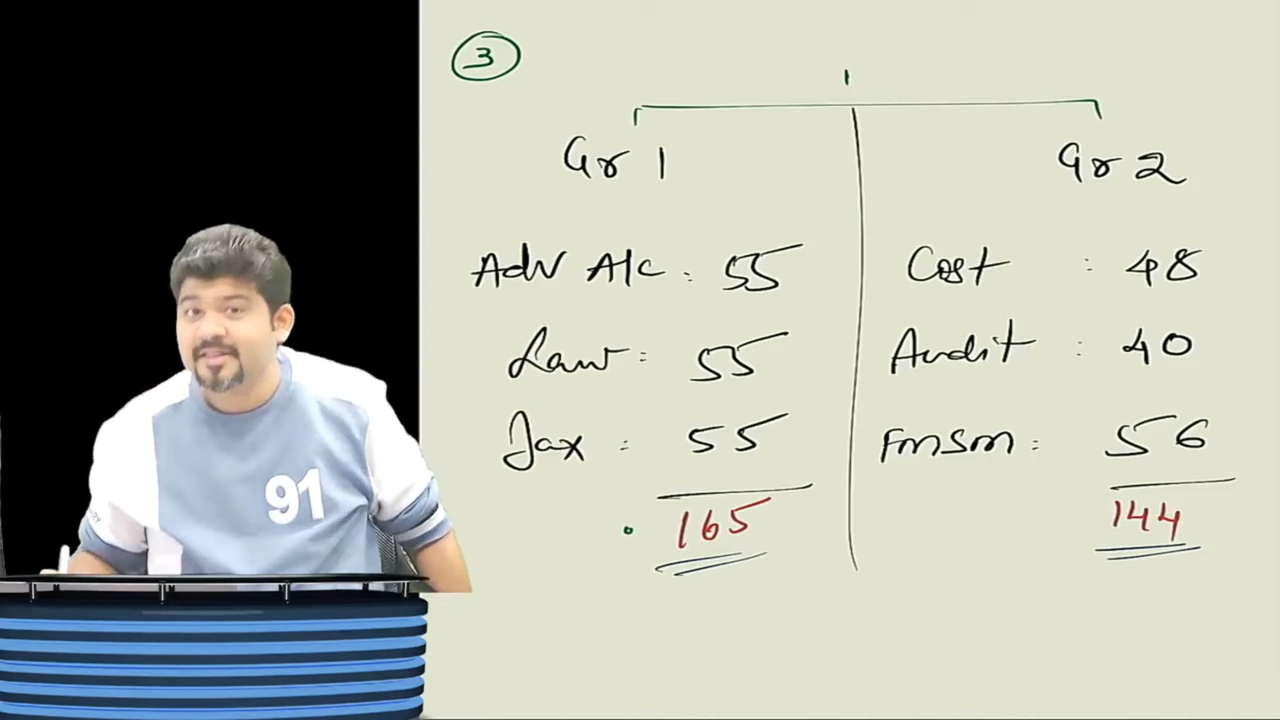 3
Gr 1
Gr 2
Adv A/c : 55
Law : 55
Tax : 55
165
Cost : 48
Audit : 40
FMSM : 56
144
91